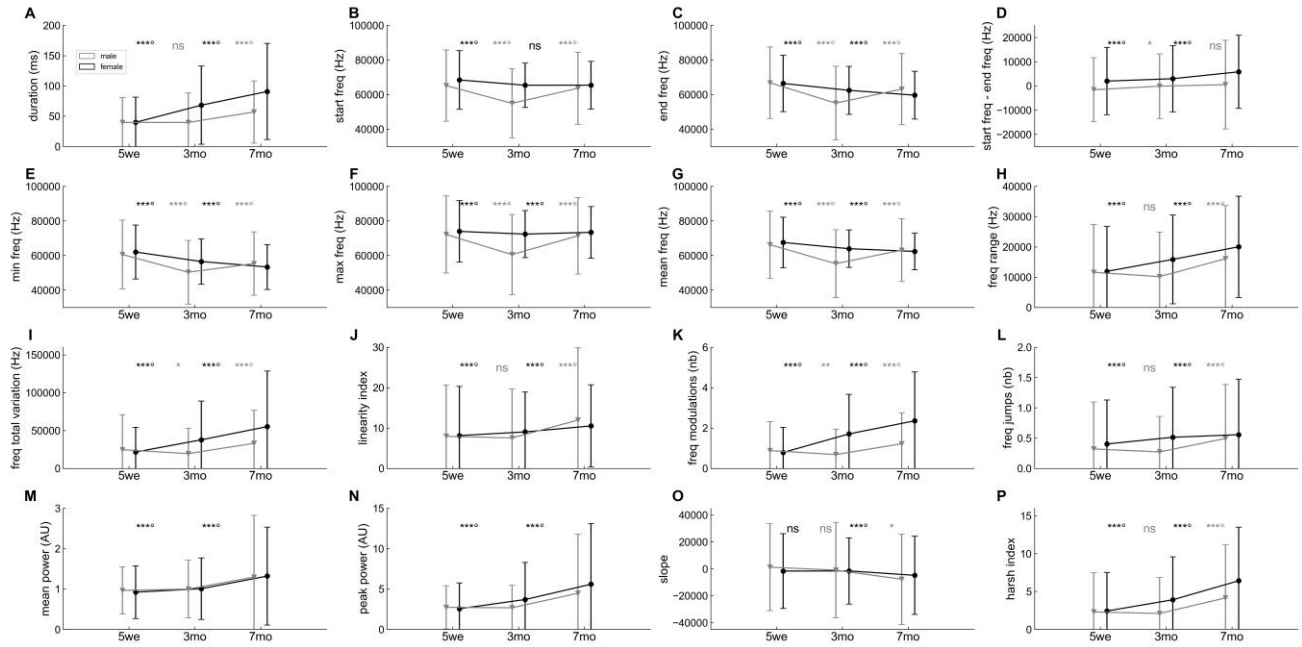 A
duration (ms)
200
150
100
50
0
***° ns ***° ***°
male
female
5we 3mo 7mo
B
start freq (Hz)
100000
80000
60000
40000
***° ***° ns ***°
5we 3mo 7mo
C
end freq (Hz)
100000
80000
60000
40000
***° ***° ***° ***°
5we 3mo 7mo
D
start freq - end freq (Hz)
20000
10000
0
−10000
−20000
***° * ***° ns
5we 3mo 7mo
E
min freq (Hz)
100000
80000
60000
40000
***° ***° ***° ***°
5we 3mo 7mo
F
max freq (Hz)
100000
80000
60000
40000
***° ***° ***° ***°
5we 3mo 7mo
G
mean freq (Hz)
100000
80000
60000
40000
***° ***° ***° ***°
5we 3mo 7mo
H
freq range (Hz)
40000
30000
20000
10000
0
***° ns ***° ***°
5we 3mo 7mo
I
freq total variation (Hz)
150000
100000
50000
0
***° * ***° ***°
5we 3mo 7mo
J
linearity index
30
20
10
0
***° ns ***° ***°
5we 3mo 7mo
K
freq modulations (nb)
6
4
2
0
***° ** ***° ***°
5we 3mo 7mo
L
freq jumps (nb)
2.0
1.5
1.0
0.5
0.0
***° ns ***° ***°
5we 3mo 7mo
M
mean power (AU)
3
2
1
0
***° ***°
5we 3mo 7mo
N
peak power (AU)
15
10
5
0
***° ***°
5we 3mo 7mo
O
slope
40000
20000
0
−20000
−40000
ns ns ***° *
5we 3mo 7mo
P
harsh index
15
10
5
0
***° ns ***° ***°
5we 3mo 7mo